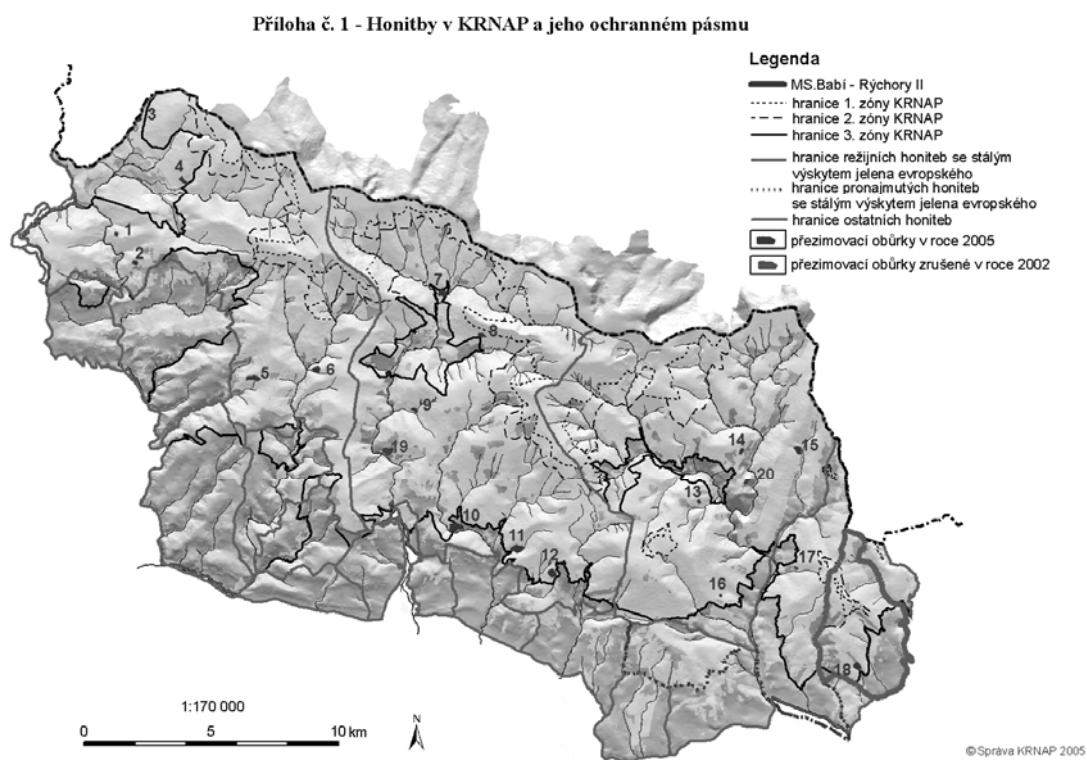 Příloha č. 1 - Honitby v KRNAP a jeho ochranném pásmu
Legenda
MS.Babí - Rýchory II
hranice 1. zóny KRNAP
hranice 2. zóny KRNAP
hranice 3. zóny KRNAP
hranice režijních honiteb se stálým
výskytem jelena evropského
hranice pronajmutých honiteb
se stálým výskytem jelena evropského
hranice ostatních honiteb
přezimovací obůrky v roce 2005
přezimovací obůrky zrušené v roce 2002
3
4
1
2
7
8
5
6
9
19
14
15
20
13
10
11
12
16
17
18
1:170 000
0 5 10 km
N
©Správa KRNAP 2005